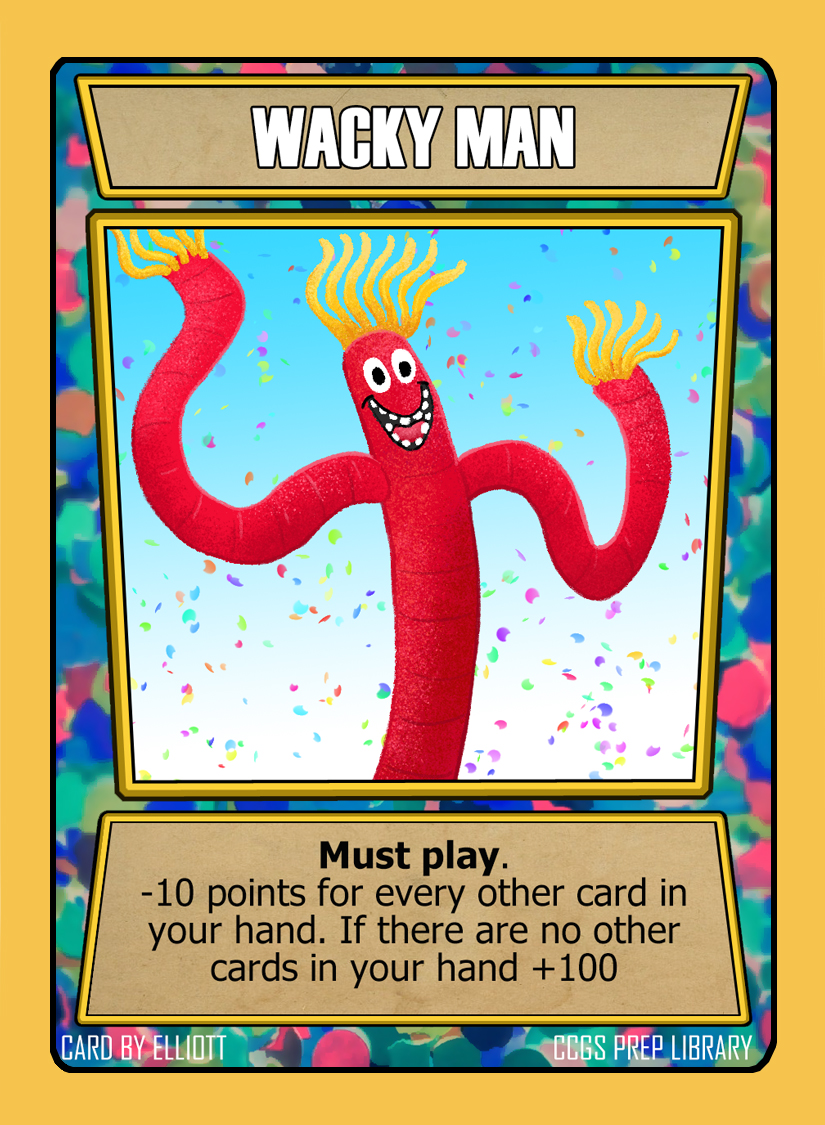 WACKY MAN
Must play.
-10 points for every other card in
your hand. If there are no other
cards in your hand +100
CARD BY ELLIOTT
CCGS PREP LIBRARY